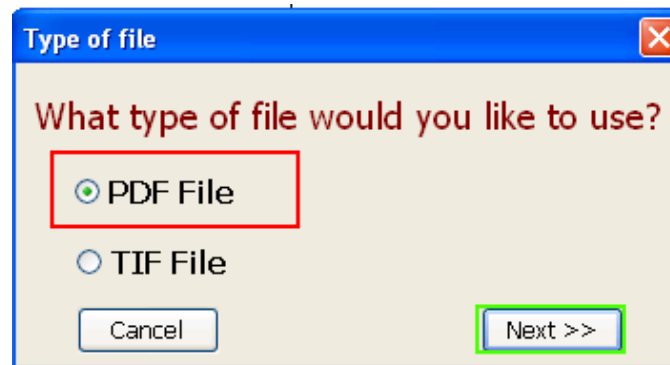 Type of file
What type of file would you like to use?
PDF File
TIF File
Cancel Next >>